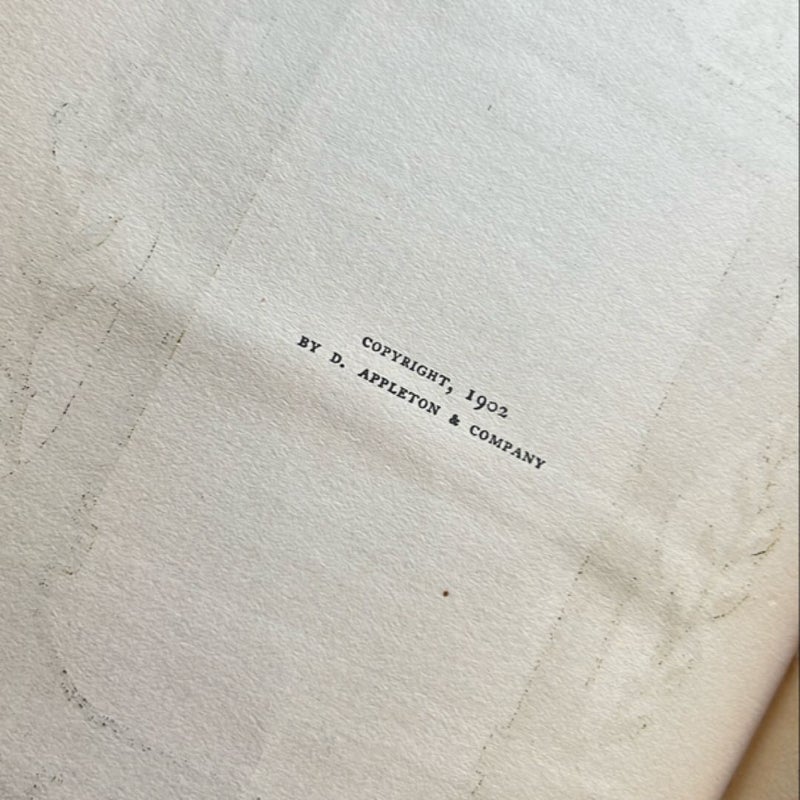 COPYRIGHT, 1902
BY D. APPLETON & COMPANY